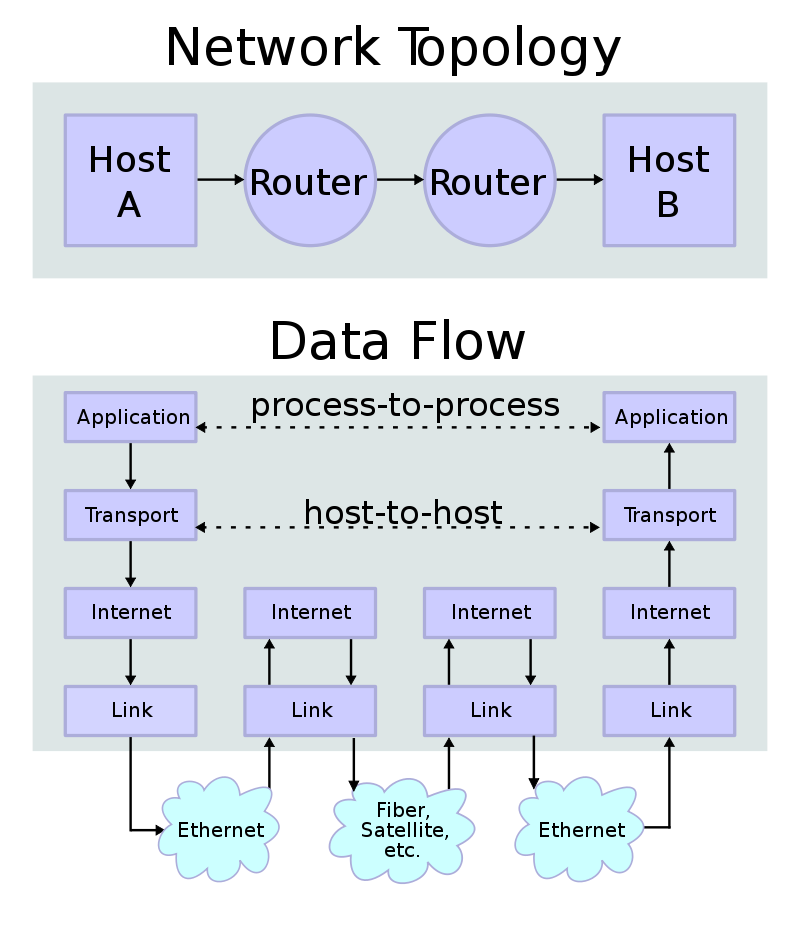 Network Topology
Host
A
Router
Router
Host
B
Data Flow
process-to-process
Application
Application
host-to-host
Transport
Transport
Internet
Internet
Internet
Internet
Link
Link
Link
Link
Ethernet
Fiber,
Satellite,
etc.
Ethernet